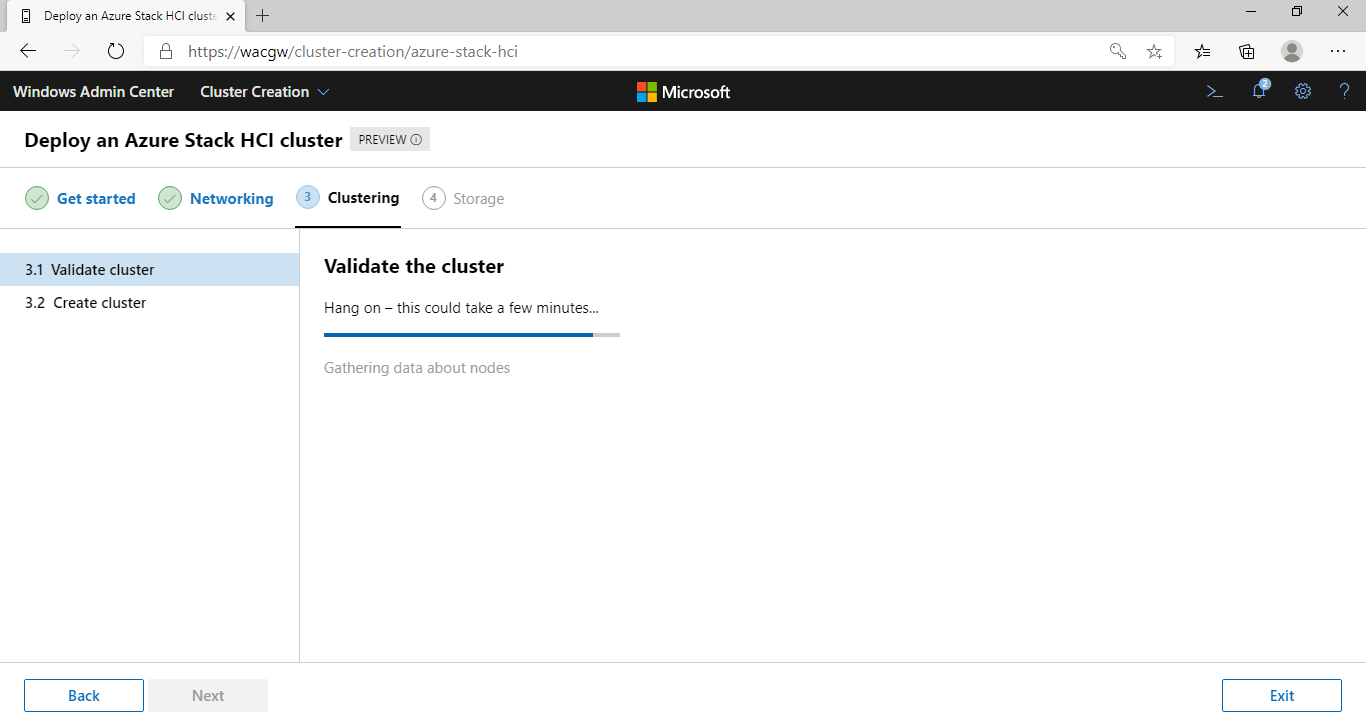 Deploy an Azure Stack HCI cluste
https://wacgw/cluster-creation/azure-stack-hci
Windows Admin Center Cluster Creation Microsoft 2 ?
Deploy an Azure Stack HCI cluster PREVIEW
Get started Networking 3 Clustering 4 Storage
3.1 Validate cluster
3.2 Create cluster
Validate the cluster
Hang on – this could take a few minutes...
Gathering data about nodes
Back Next Exit